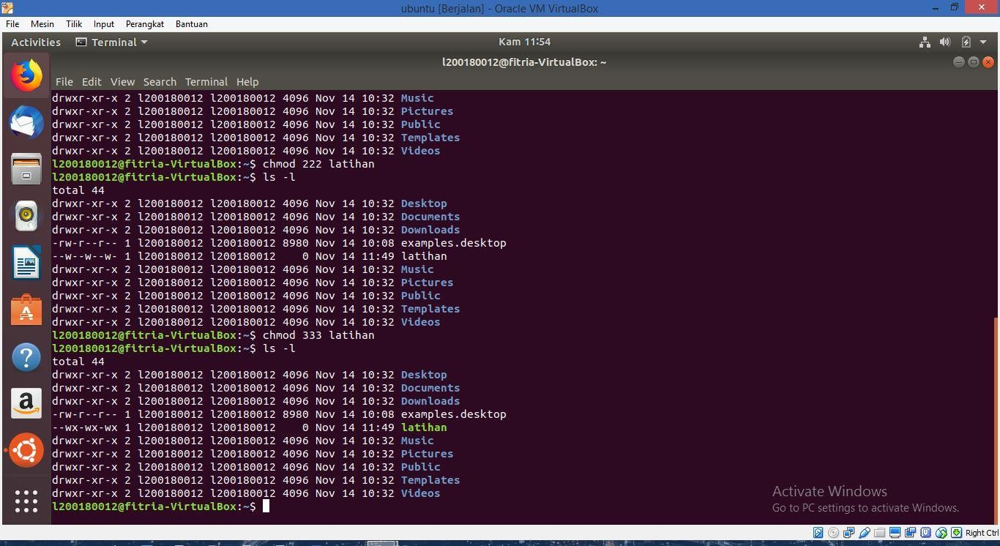 ubuntu [Berjalan] - Oracle VM VirtualBox
File Mesin Tilik Input Perangkat Bantuan
Activities Terminal Kam 11:54
l200180012@fitria-VirtualBox: ~
File Edit View Search Terminal Help
drwxr-xr-x 2 l200180012 l200180012 4096 Nov 14 10:32 Music
drwxr-xr-x 2 l200180012 l200180012 4096 Nov 14 10:32 Pictures
drwxr-xr-x 2 l200180012 l200180012 4096 Nov 14 10:32 Public
drwxr-xr-x 2 l200180012 l200180012 4096 Nov 14 10:32 Templates
drwxr-xr-x 2 l200180012 l200180012 4096 Nov 14 10:32 Videos
l200180012@fitria-VirtualBox:~$ chmod 222 latihan
l200180012@fitria-VirtualBox:~$ ls -l
total 44
drwxr-xr-x 2 l200180012 l200180012 4096 Nov 14 10:32 Desktop
drwxr-xr-x 2 l200180012 l200180012 4096 Nov 14 10:32 Documents
drwxr-xr-x 2 l200180012 l200180012 4096 Nov 14 10:32 Downloads
-rw-r--r-- 1 l200180012 l200180012 8980 Nov 14 10:08 examples.desktop
--w--w--w- 1 l200180012 l200180012    0 Nov 14 11:49 latihan
drwxr-xr-x 2 l200180012 l200180012 4096 Nov 14 10:32 Music
drwxr-xr-x 2 l200180012 l200180012 4096 Nov 14 10:32 Pictures
drwxr-xr-x 2 l200180012 l200180012 4096 Nov 14 10:32 Public
drwxr-xr-x 2 l200180012 l200180012 4096 Nov 14 10:32 Templates
drwxr-xr-x 2 l200180012 l200180012 4096 Nov 14 10:32 Videos
l200180012@fitria-VirtualBox:~$ chmod 333 latihan
l200180012@fitria-VirtualBox:~$ ls -l
total 44
drwxr-xr-x 2 l200180012 l200180012 4096 Nov 14 10:32 Desktop
drwxr-xr-x 2 l200180012 l200180012 4096 Nov 14 10:32 Documents
drwxr-xr-x 2 l200180012 l200180012 4096 Nov 14 10:32 Downloads
-rw-r--r-- 1 l200180012 l200180012 8980 Nov 14 10:08 examples.desktop
--wx-wx-wx 1 l200180012 l200180012    0 Nov 14 11:49 latihan
drwxr-xr-x 2 l200180012 l200180012 4096 Nov 14 10:32 Music
drwxr-xr-x 2 l200180012 l200180012 4096 Nov 14 10:32 Pictures
drwxr-xr-x 2 l200180012 l200180012 4096 Nov 14 10:32 Public
drwxr-xr-x 2 l200180012 l200180012 4096 Nov 14 10:32 Templates
drwxr-xr-x 2 l200180012 l200180012 4096 Nov 14 10:32 Videos
l200180012@fitria-VirtualBox:~$
Activate Windows
Go to PC settings to activate Windows.
Right Ctrl